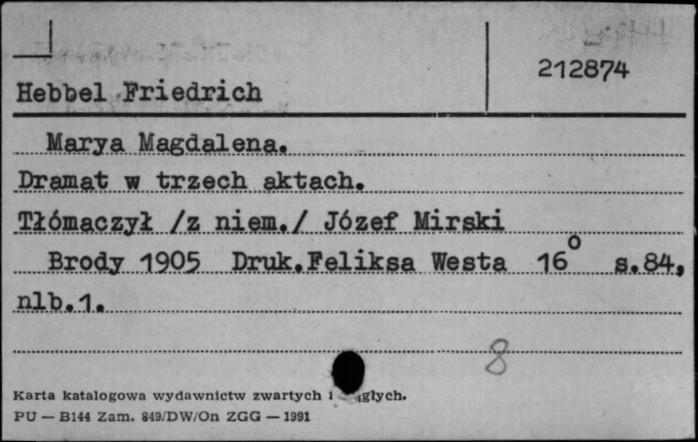 212874
Hebbel Friedrich
Marya Magdalena.
Dramat w trzech aktach.
Tłómaczył /z niem./ Józef Mirski
Brody 1905 Druk.Feliksa Westa 16° s.84,
nlb.1.
8
Karta katalogowa wydawnictw zwartych i
PU — B144 Zam. 849/DW/On ZGG — 1991